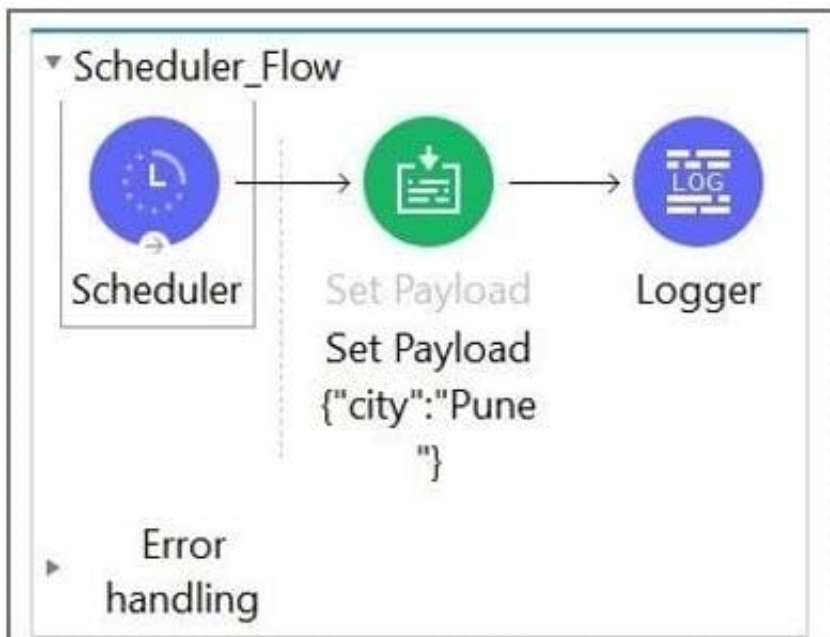 Scheduler_Flow
L
LOG
Scheduler
Set Payload
Logger
Set Payload
{"city":"Pune
"}
Error
handling